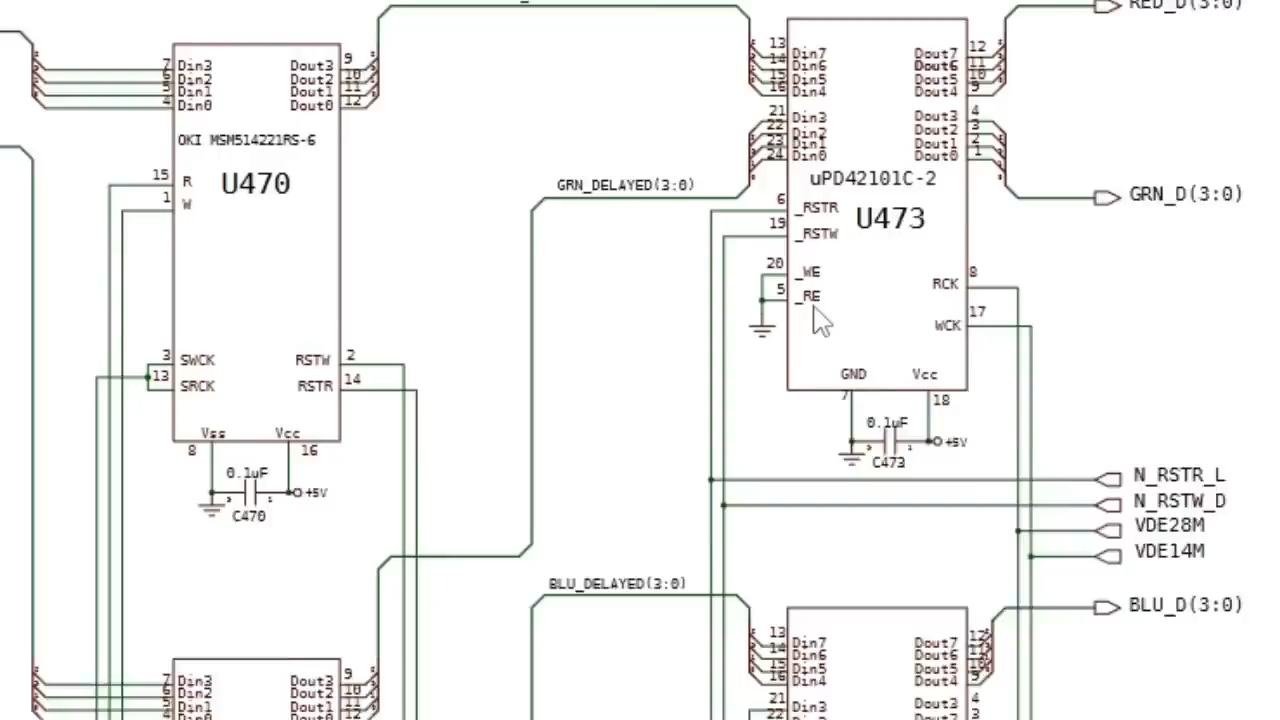 RED_D(3:0)
7 Din3 Dout3 9
6 Din2 Dout2 10
5 Din1 Dout1 11
4 Din0 Dout0 12
OKI MSM514221RS-6
15 R
U470
1 W
3 SWCK RSTW 2
13 SRCK RSTR 14
Vss Vcc
8 16
0.1uF
+5V
C470
13 Din7 Dout7 12
14 Din6 Dout6 11
15 Din5 Dout5 10
16 Din4 Dout4 9
21 Din3 Dout3 4
22 Din2 Dout2 3
23 Din1 Dout1 2
24 Din0 Dout0 1
uPD42101C-2
GRN_DELAYED(3:0)
GRN_D(3:0)
6 _RSTR
U473
19 _RSTW
20 _WE
5 _RE
RCK 8
WCK 17
GND Vcc
7 18
0.1uF
+5V
C473
N_RSTR_L
N_RSTW_D
VDE28M
VDE14M
BLU_DELAYED(3:0)
BLU_D(3:0)
7 Din3 Dout3 9
6 Din2 Dout2 10
5 Din1 Dout1 11
4 Din0 Dout0 12
13 Din7 Dout7 12
14 Din6 Dout6 11
15 Din5 Dout5 10
16 Din4 Dout4 9
21 Din3 Dout3 4
22 Din2 Dout2 3